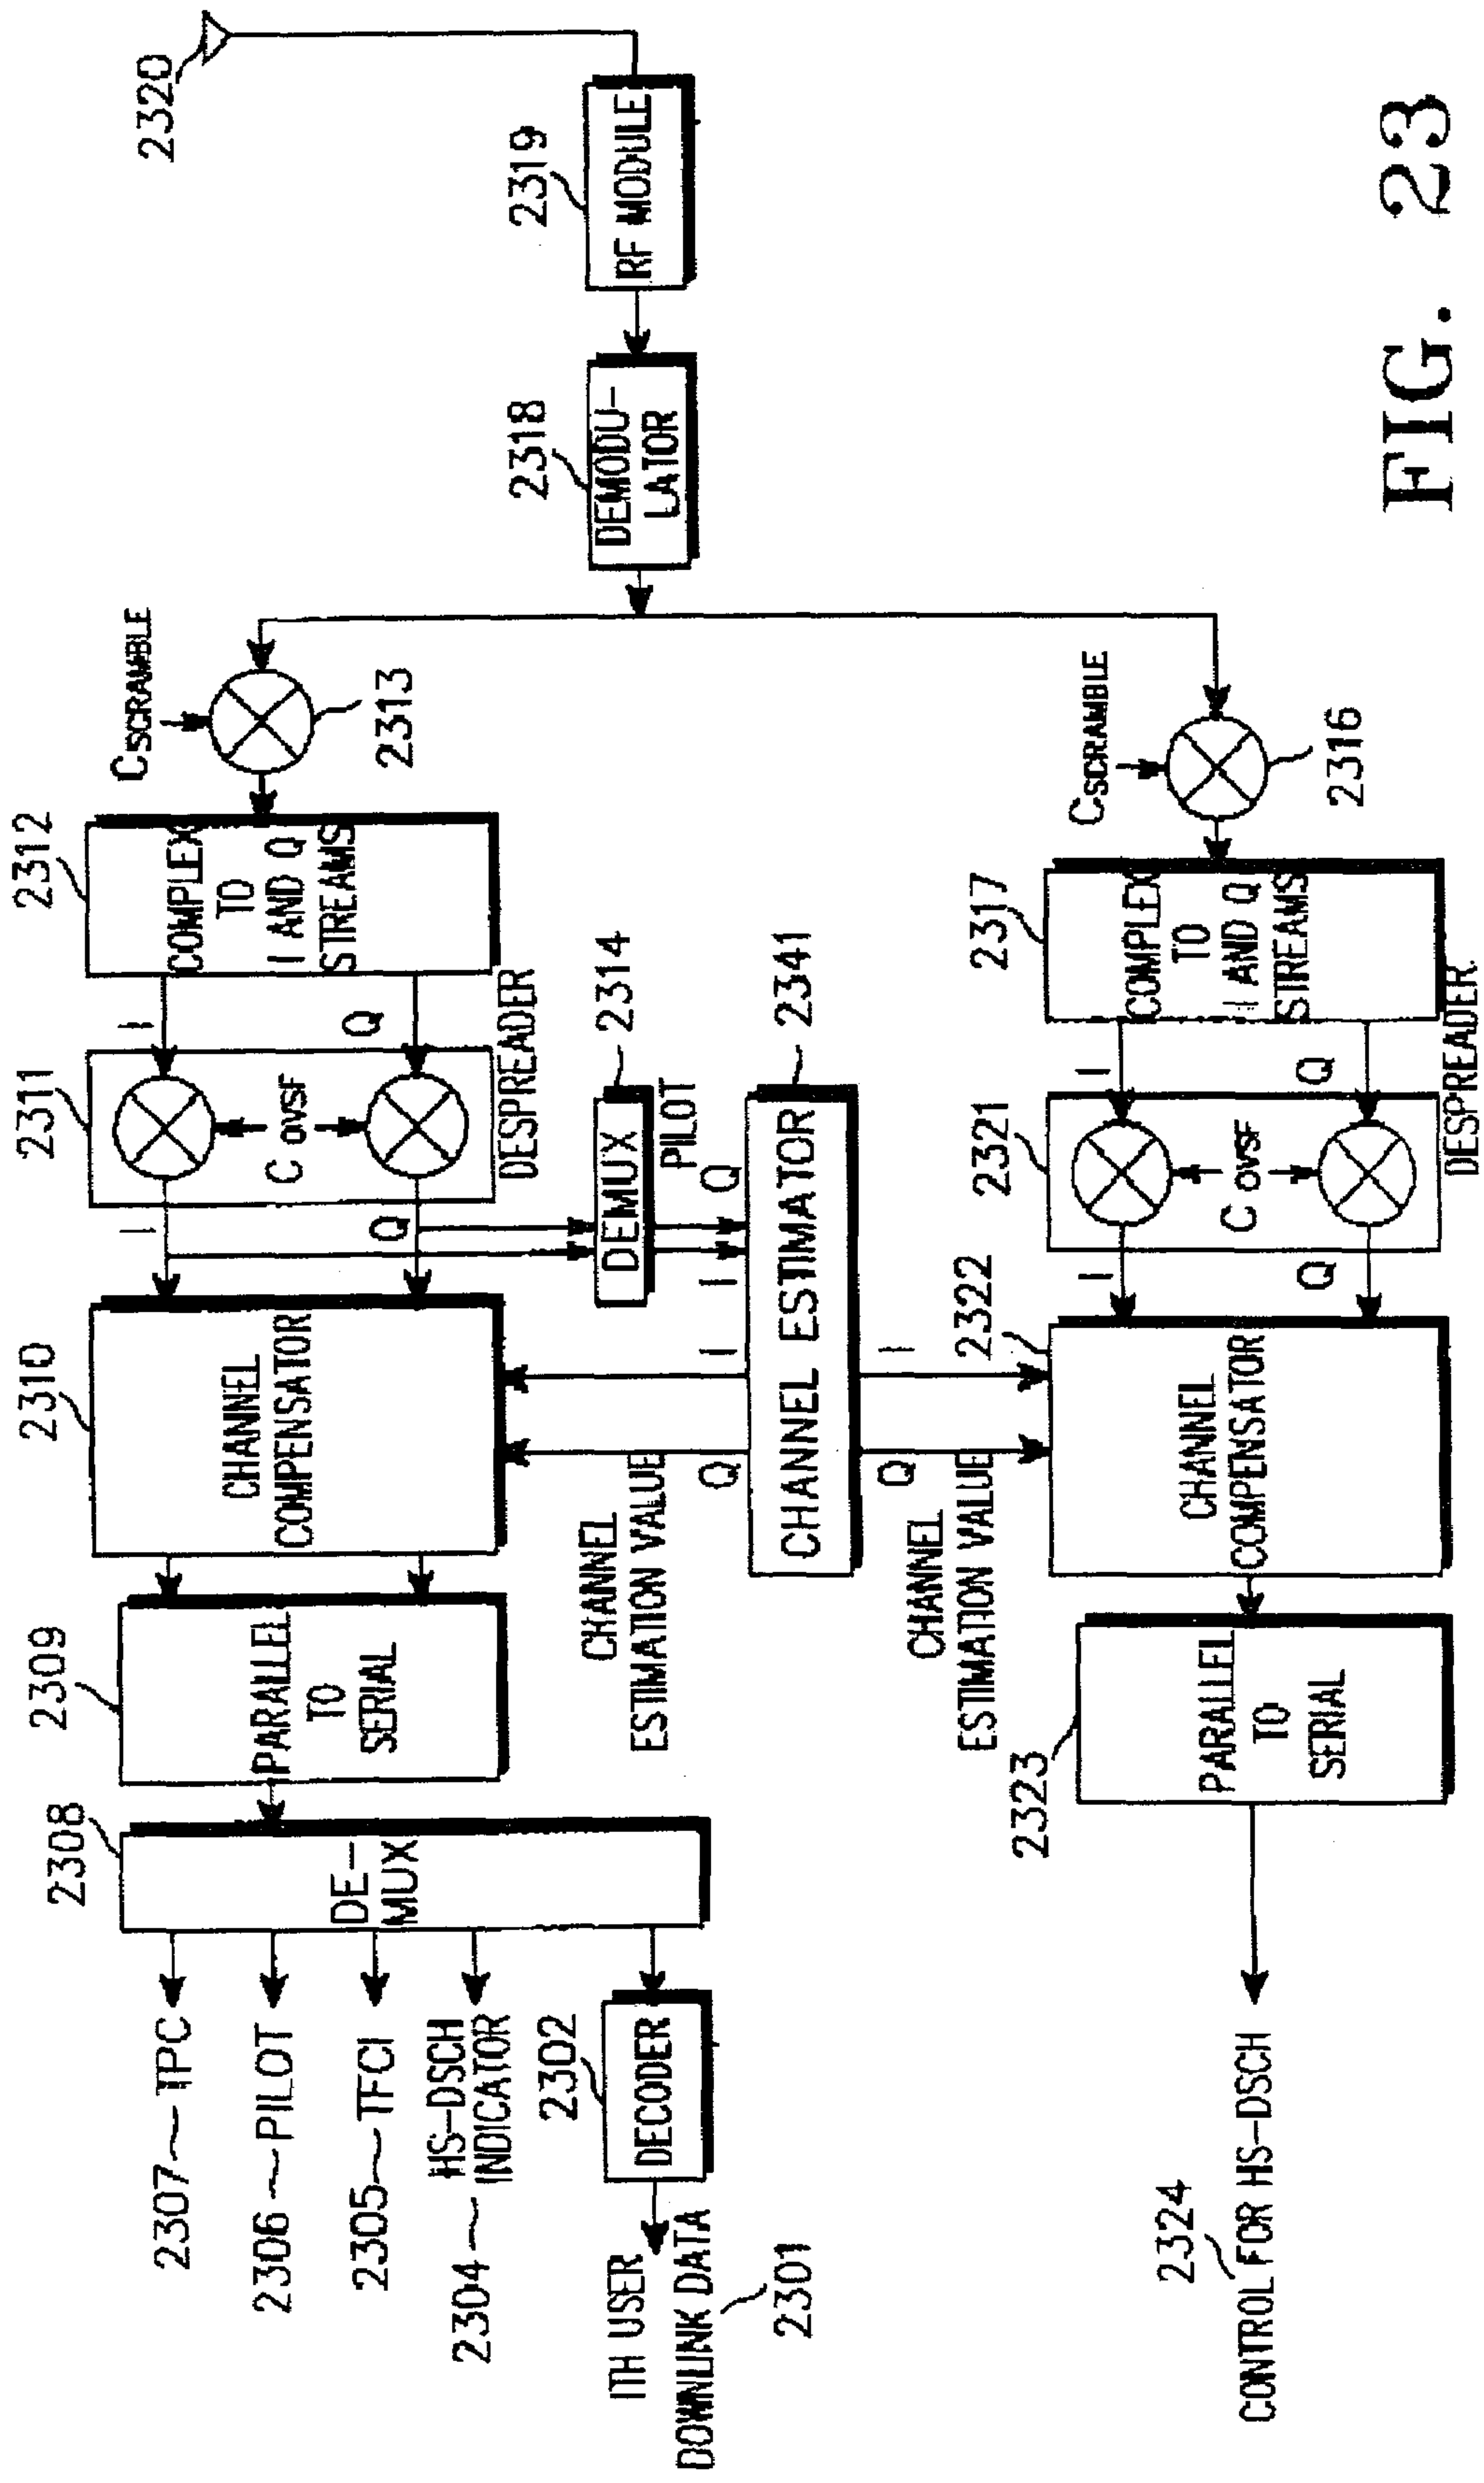 2307 TPC
2306 PILOT
2305 TFCI
2304 HS-DSCH
INDICATOR
ITH USER
DOWNLINK DATA
2301
2302
DECODER
2308
DE-
MUX
2309
PARALLEL
TO
SERIAL
2310
CHANNEL
COMPENSATOR
I
Q
2311
C OVSF
DESPREADER
I
Q
2312
COMPLEX
TO
I AND Q
STREAMS
CSCRAMBLE
2313
CHANNEL
ESTIMATION VALUE
Q
I
DEMUX
2314
PILOT
I
Q
CHANNEL ESTIMATOR
2341
CHANNEL
ESTIMATION VALUE
Q
I
2318
DEMODU-
LATOR
2319
RF MODULE
2320
2324
CONTROL FOR HS-DSCH
2323
PARALLEL
TO
SERIAL
2322
CHANNEL
COMPENSATOR
I
Q
2321
C OVSF
DESPREADER
I
Q
2317
COMPLEX
TO
I AND Q
STREAMS
CSCRAMBLE
2316
FIG. 23